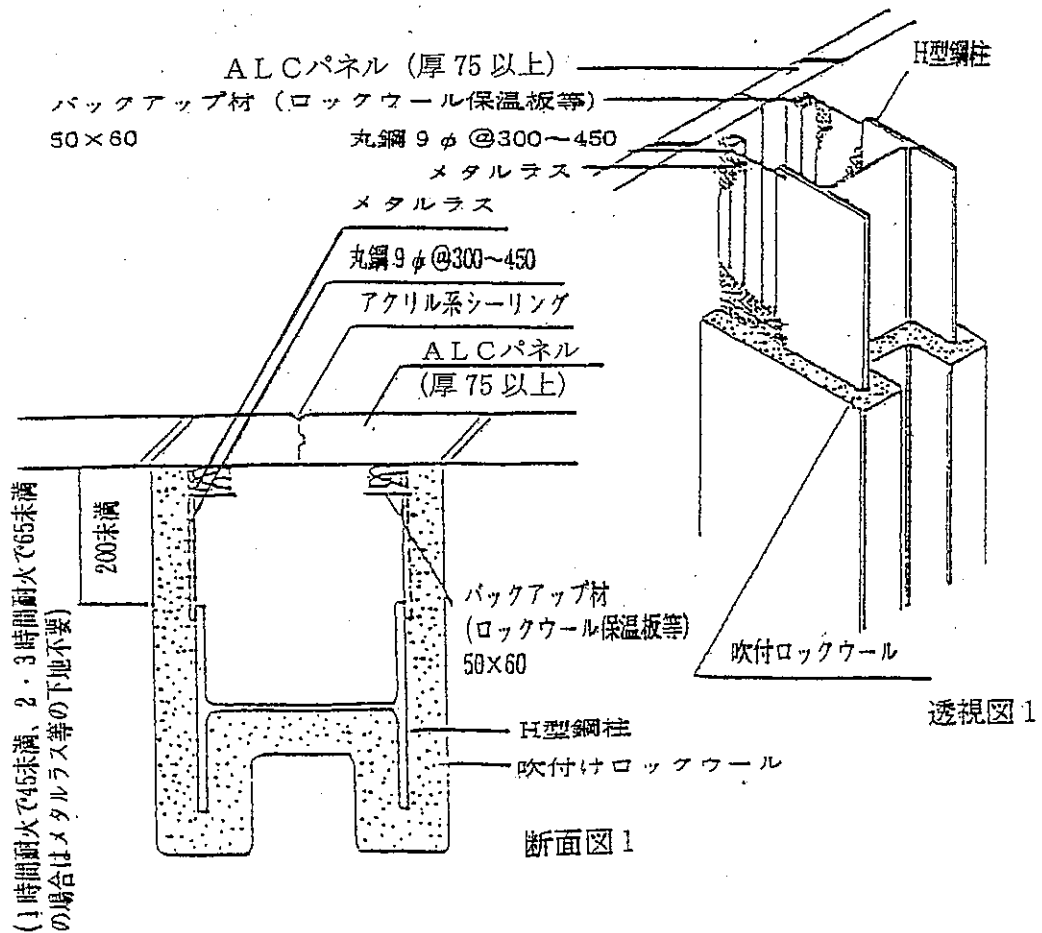 ALCパネル (厚 75 以上)
H型鋼柱
バックアップ材 (ロックウール保温板等)
50×60
丸鋼 9 φ @300〜450
メタルラス
メタルラス
丸鋼 9 φ @300〜450
アクリル系シーリング
ALCパネル
(厚 75 以上)
200未満
(1時間耐火で45未満、2・3時間耐火で65未満
の場合はメタルラス等の下地不要)
バックアップ材
(ロックウール保温板等)
50×60
吹付ロックウール
透視図 1
H型鋼柱
吹付けロックウール
断面図 1